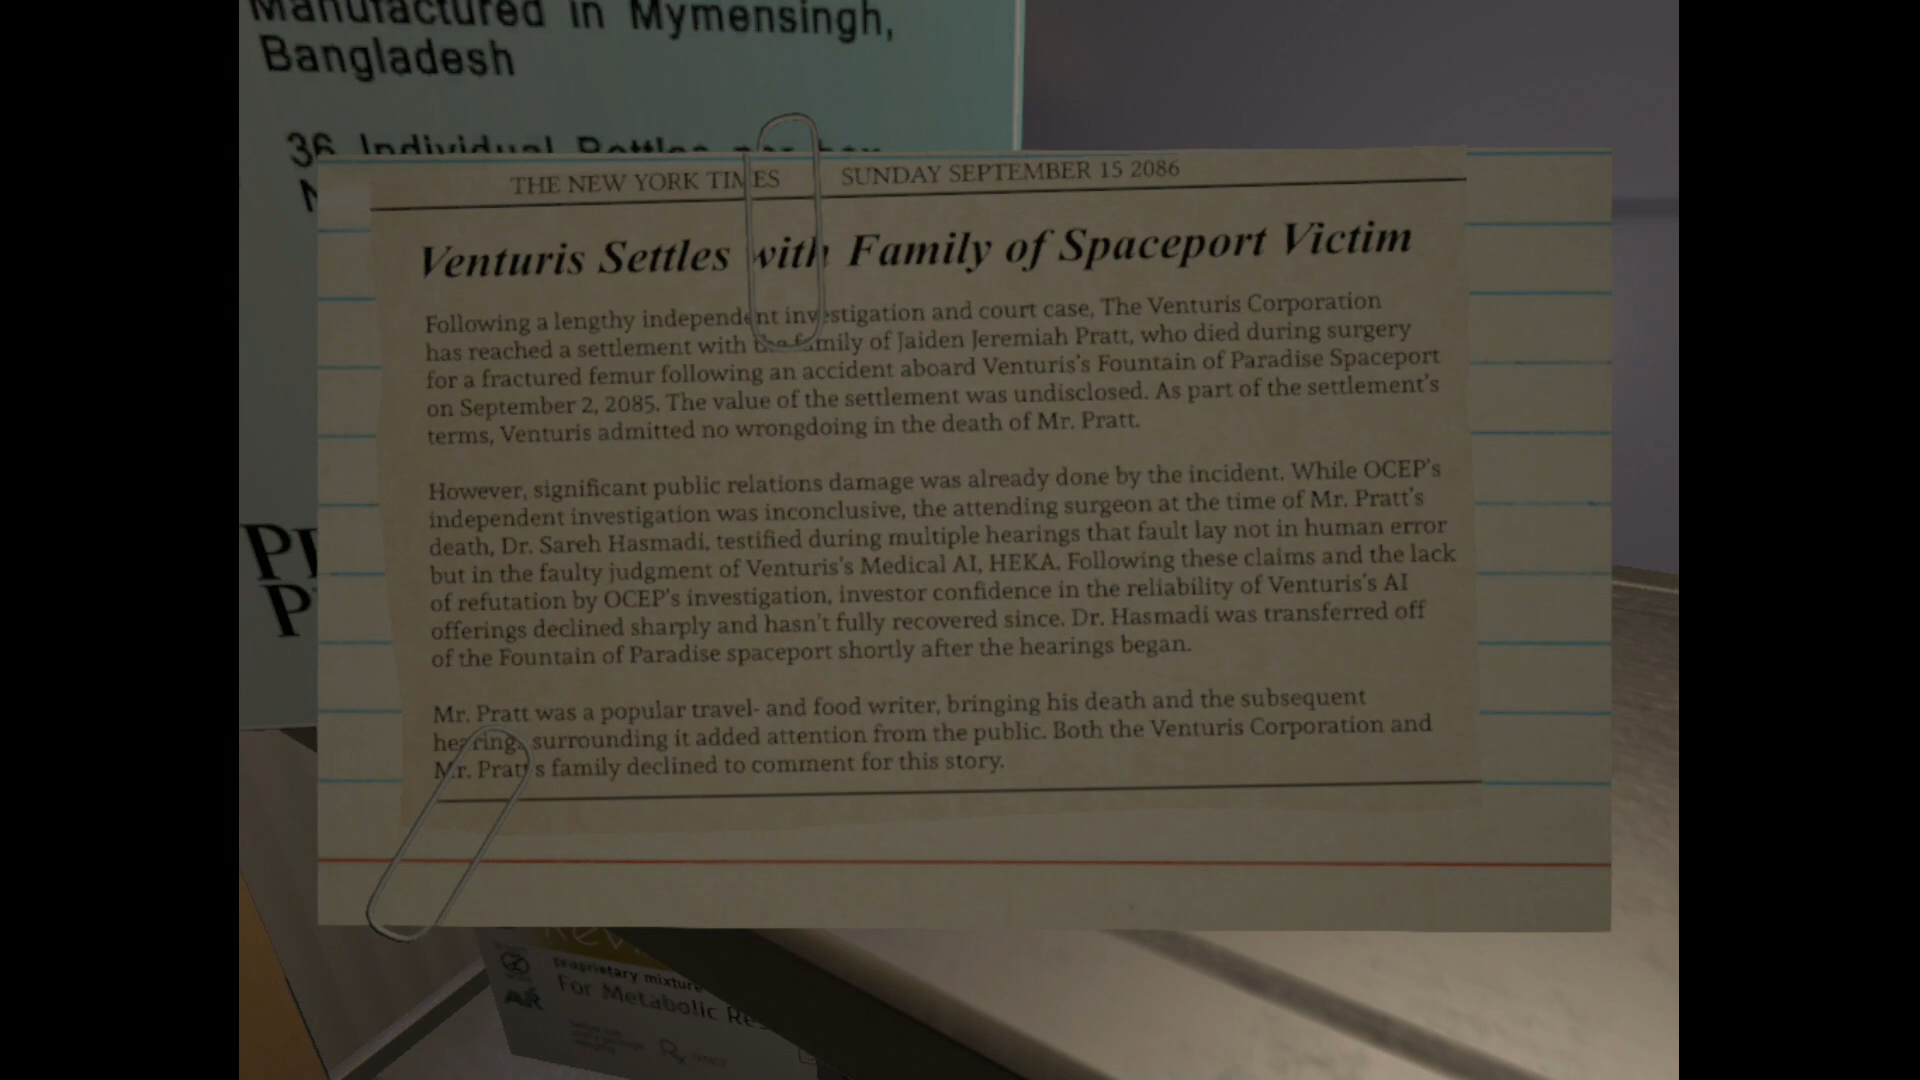 Manufactured in Mymensingh,
Bangladesh
36 Individual Bottles per box
THE NEW YORK TIMES SUNDAY SEPTEMBER 15 2086
Venturis Settles with Family of Spaceport Victim
Following a lengthy independent investigation and court case, The Venturis Corporation
has reached a settlement with the family of Jaiden Jeremiah Pratt, who died during surgery
for a fractured femur following an accident aboard Venturis's Fountain of Paradise Spaceport
on September 2, 2085. The value of the settlement was undisclosed. As part of the settlement's
terms, Venturis admitted no wrongdoing in the death of Mr. Pratt.
However, significant public relations damage was already done by the incident. While OCEP's
independent investigation was inconclusive, the attending surgeon at the time of Mr. Pratt's
death, Dr. Sareh Hasmadi, testified during multiple hearings that fault lay not in human error
but in the faulty judgment of Venturis's Medical AI, HEKA. Following these claims and the lack
of refutation by OCEP's investigation, investor confidence in the reliability of Venturis's AI
offerings declined sharply and hasn't fully recovered since. Dr. Hasmadi was transferred off
of the Fountain of Paradise spaceport shortly after the hearings began.
Mr. Pratt was a popular travel- and food writer, bringing his death and the subsequent
hearings surrounding it added attention from the public. Both the Venturis Corporation and
Mr. Pratt's family declined to comment for this story.
proprietary mixture
For Metabolic